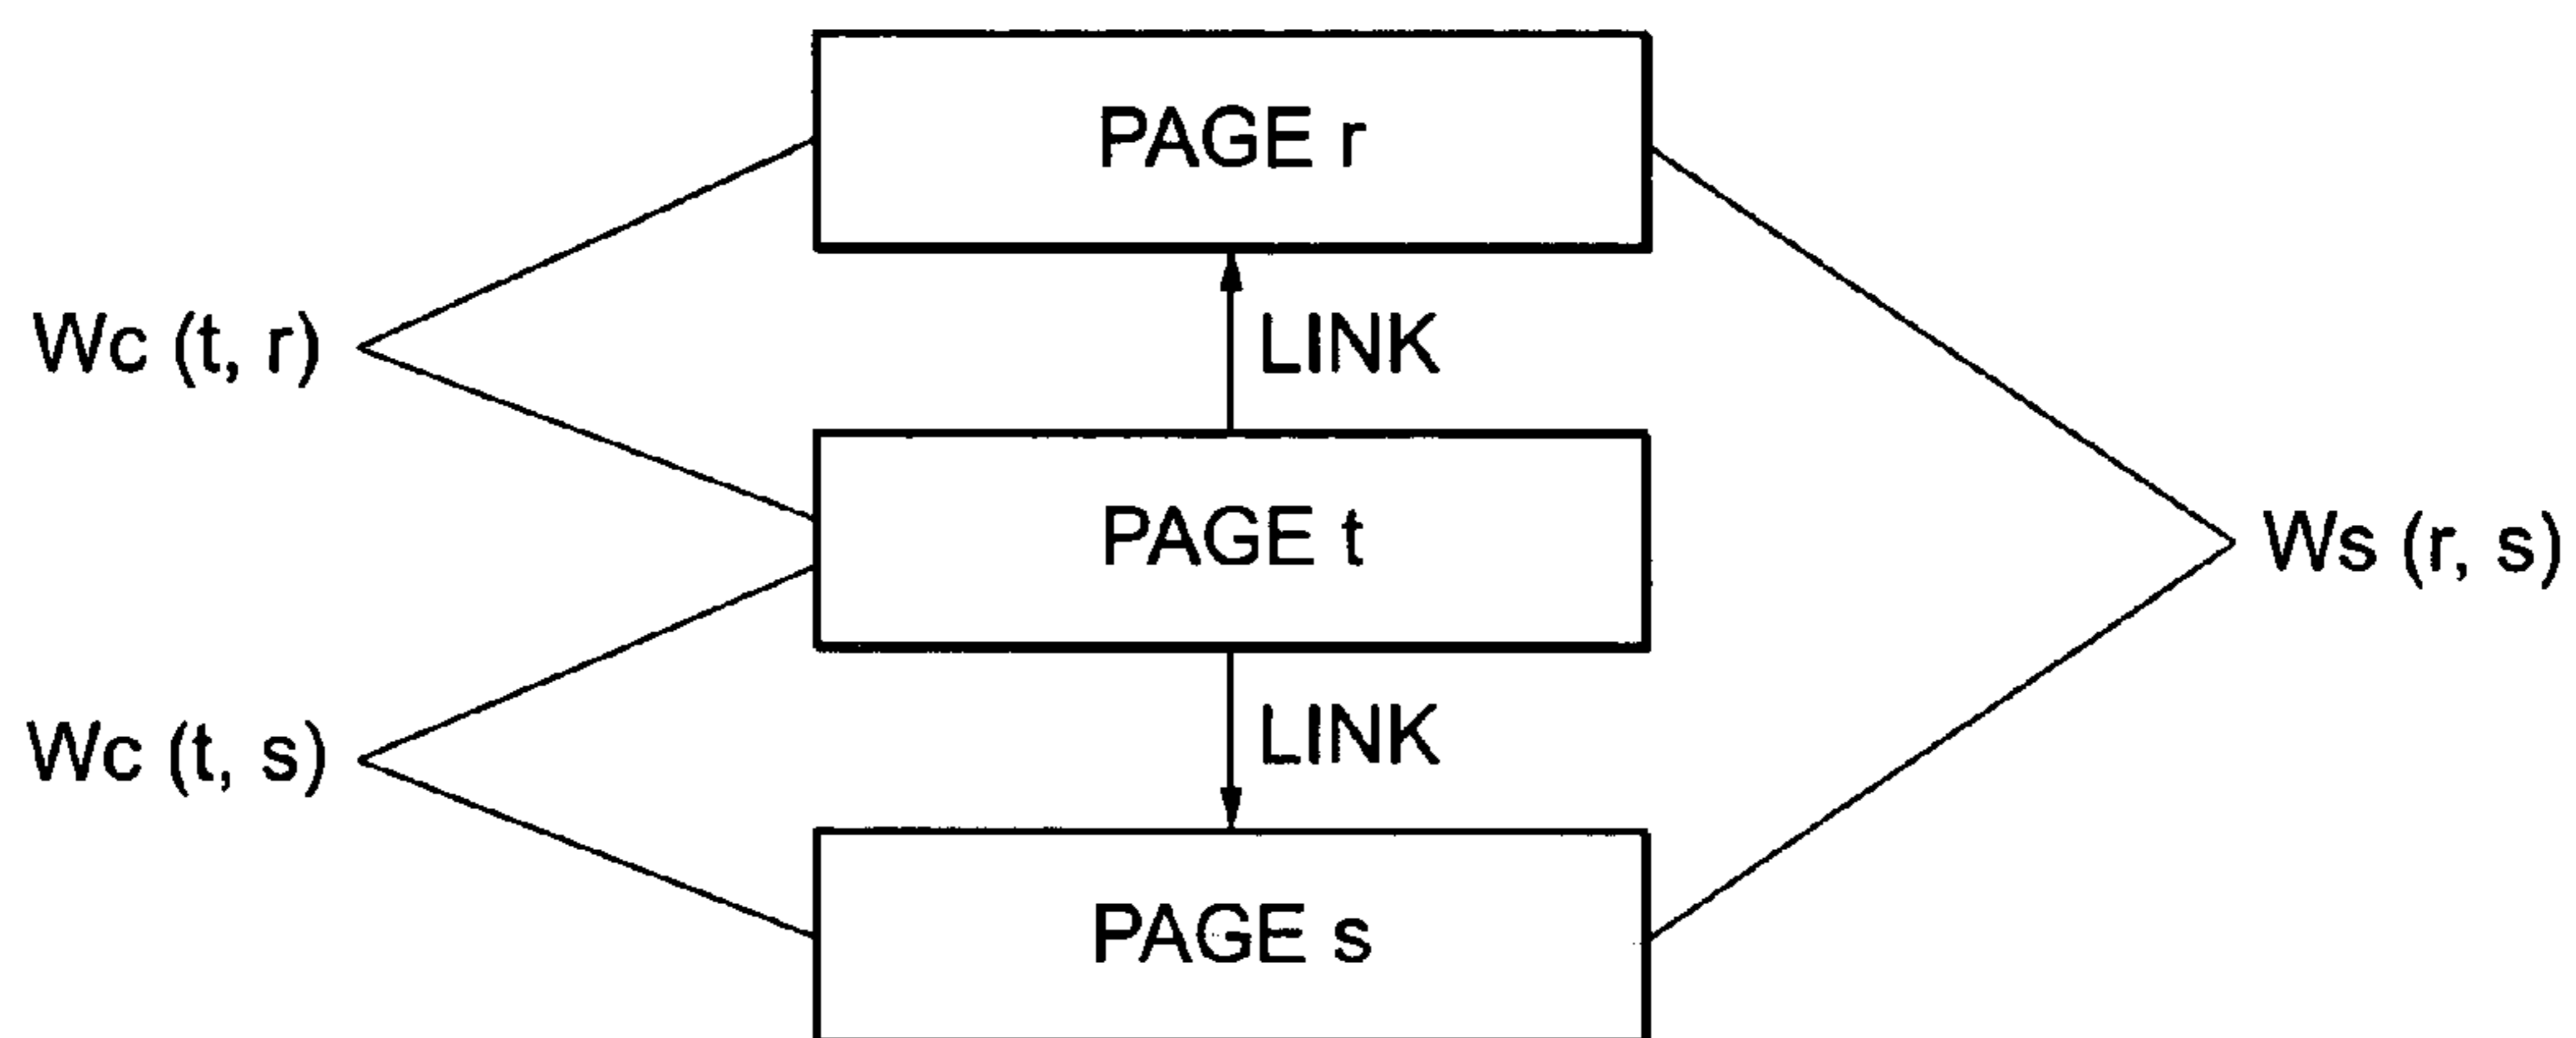 PAGE r
Wc (t, r)
LINK
PAGE t
Ws (r, s)
Wc (t, s)
LINK
PAGE s